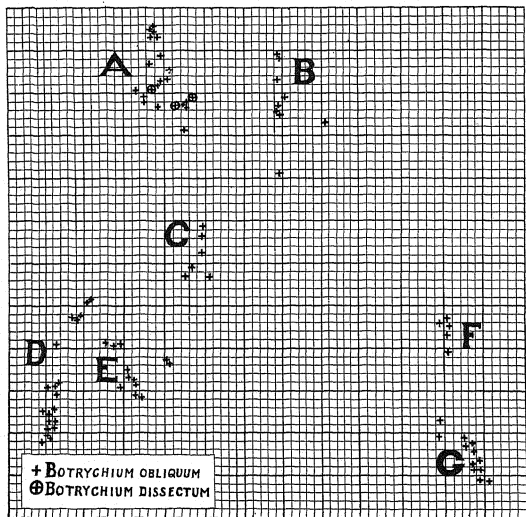 A
B
C
D
E
F
G
+ BOTRYCHIUM OBLIQUUM
⊕ BOTRYCHIUM DISSECTUM